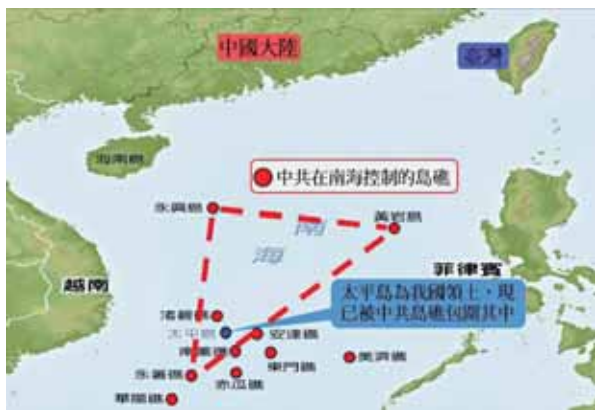 中國大陸
臺灣
海南島
中共在南海控制的島礁
永興島
黃岩島
南
海
越南
菲律賓
太平島為我國領土，現
已被中共島礁包圍其中
渚碧礁
太平島
安達礁
南薰礁
東門礁
美濟礁
永暑礁
赤瓜礁
華陽礁